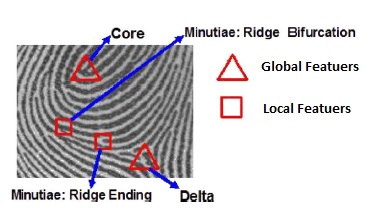 Core
Minutiae: Ridge Bifurcation
Global Featuers
Local Featuers
Minutiae: Ridge Ending
Delta